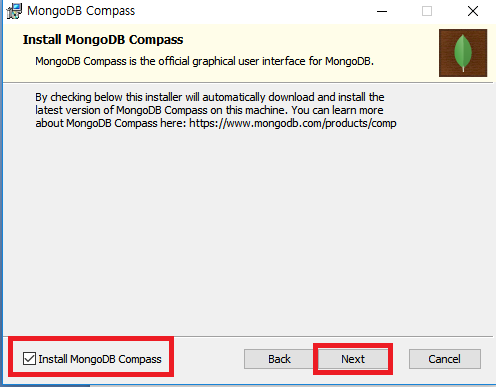 MongoDB Compass
Install MongoDB Compass
MongoDB Compass is the official graphical user interface for MongoDB.
By checking below this installer will automatically download and install the
latest version of MongoDB Compass on this machine. You can learn more
about MongoDB Compass here: https://www.mongodb.com/products/comp
Install MongoDB Compass
Back
Next
Cancel